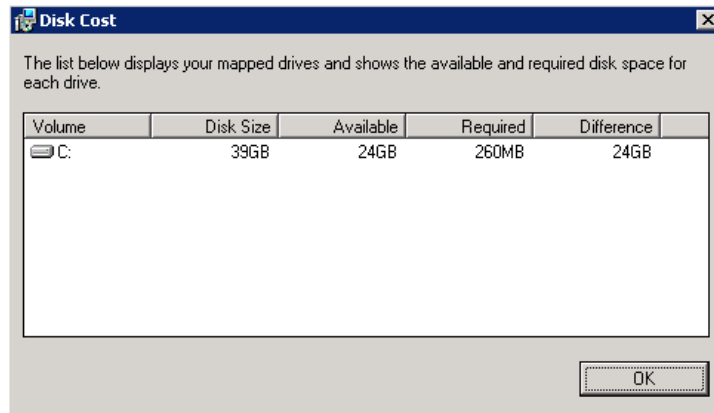 Disk Cost
The list below displays your mapped drives and shows the available and required disk space for
each drive.
Volume Disk Size Available Required Difference
C: 39GB 24GB 260MB 24GB
OK